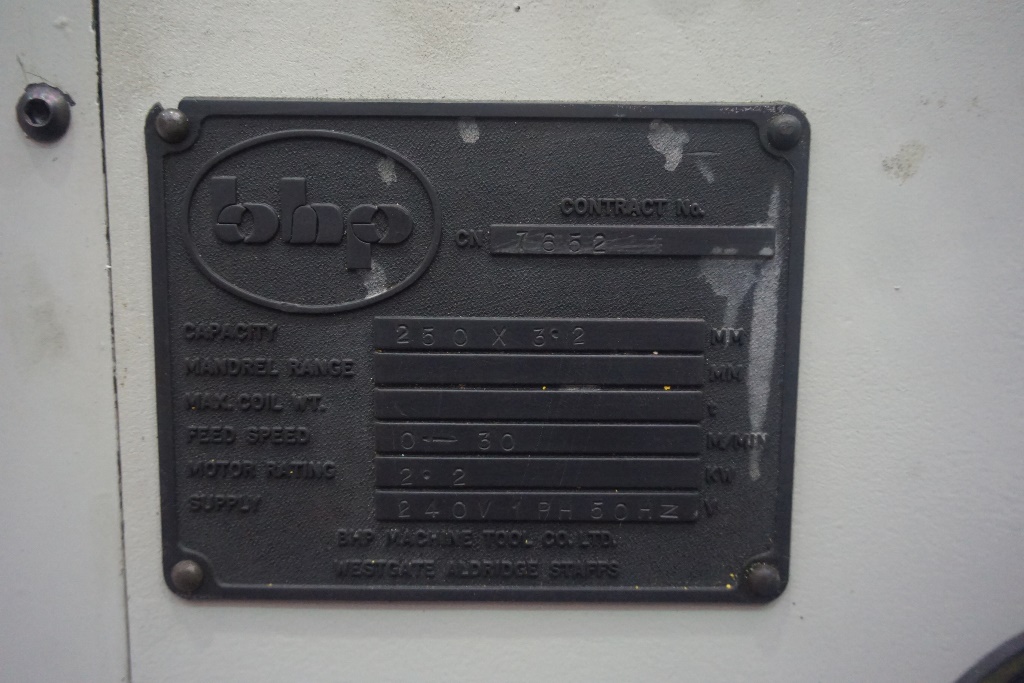 bhp
CONTRACT No.
CN 7652
CAPACITY 250 X 3.2 MM
MANDREL RANGE MM
MAX. COIL WT. t
FEED SPEED 0 - 30 M/MIN
MOTOR RATING 2.2 KW
SUPPLY 240V 1PH 50HZ V
BHP MACHINE TOOL CO. LTD.
WESTGATE ALDRIDGE STAFFS